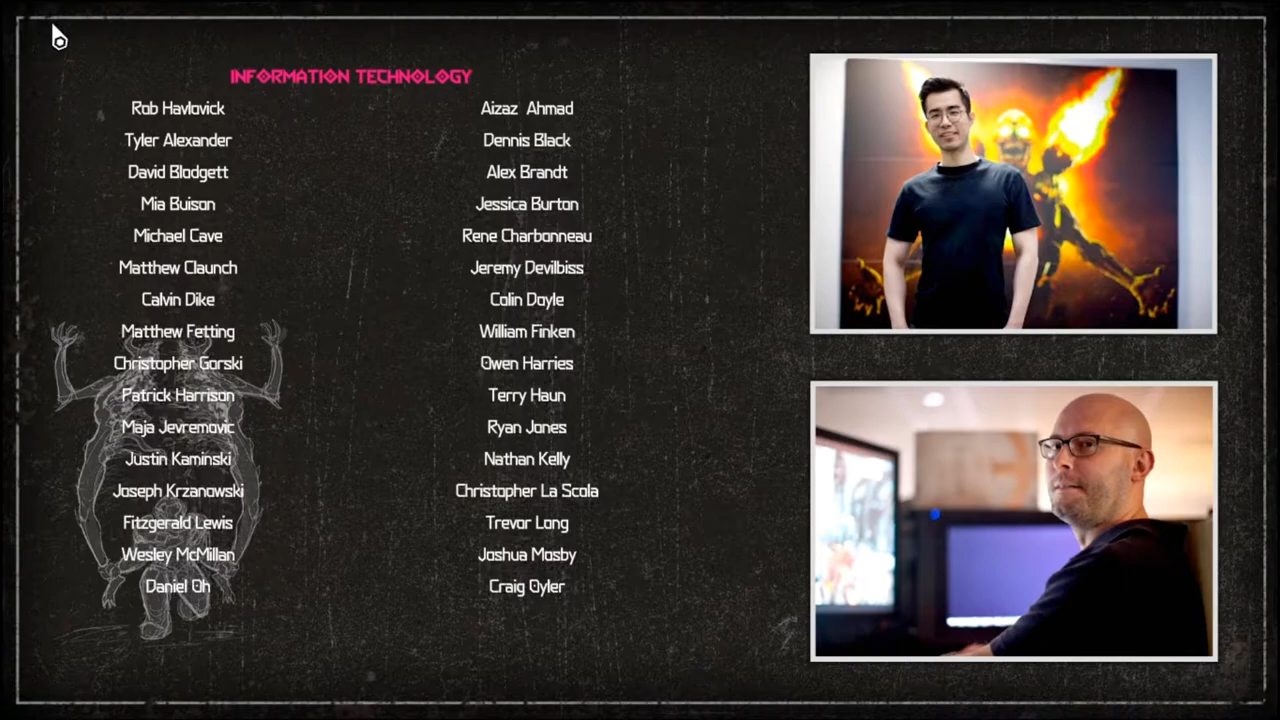 INFORMATION TECHNOLOGY
Rob Havlovick
Tyler Alexander
David Blodgett
Mia Buison
Michael Cave
Matthew Claunch
Calvin Dike
Matthew Fetting
Christopher Gorski
Patrick Harrison
Maja Jevremovic
Justin Kaminski
Joseph Krzanowski
Fitzgerald Lewis
Wesley McMillan
Daniel Oh
Aizaz Ahmad
Dennis Black
Alex Brandt
Jessica Burton
Rene Charbonneau
Jeremy Devilbiss
Colin Doyle
William Finken
Owen Harries
Terry Haun
Ryan Jones
Nathan Kelly
Christopher La Scola
Trevor Long
Joshua Mosby
Craig Oyler